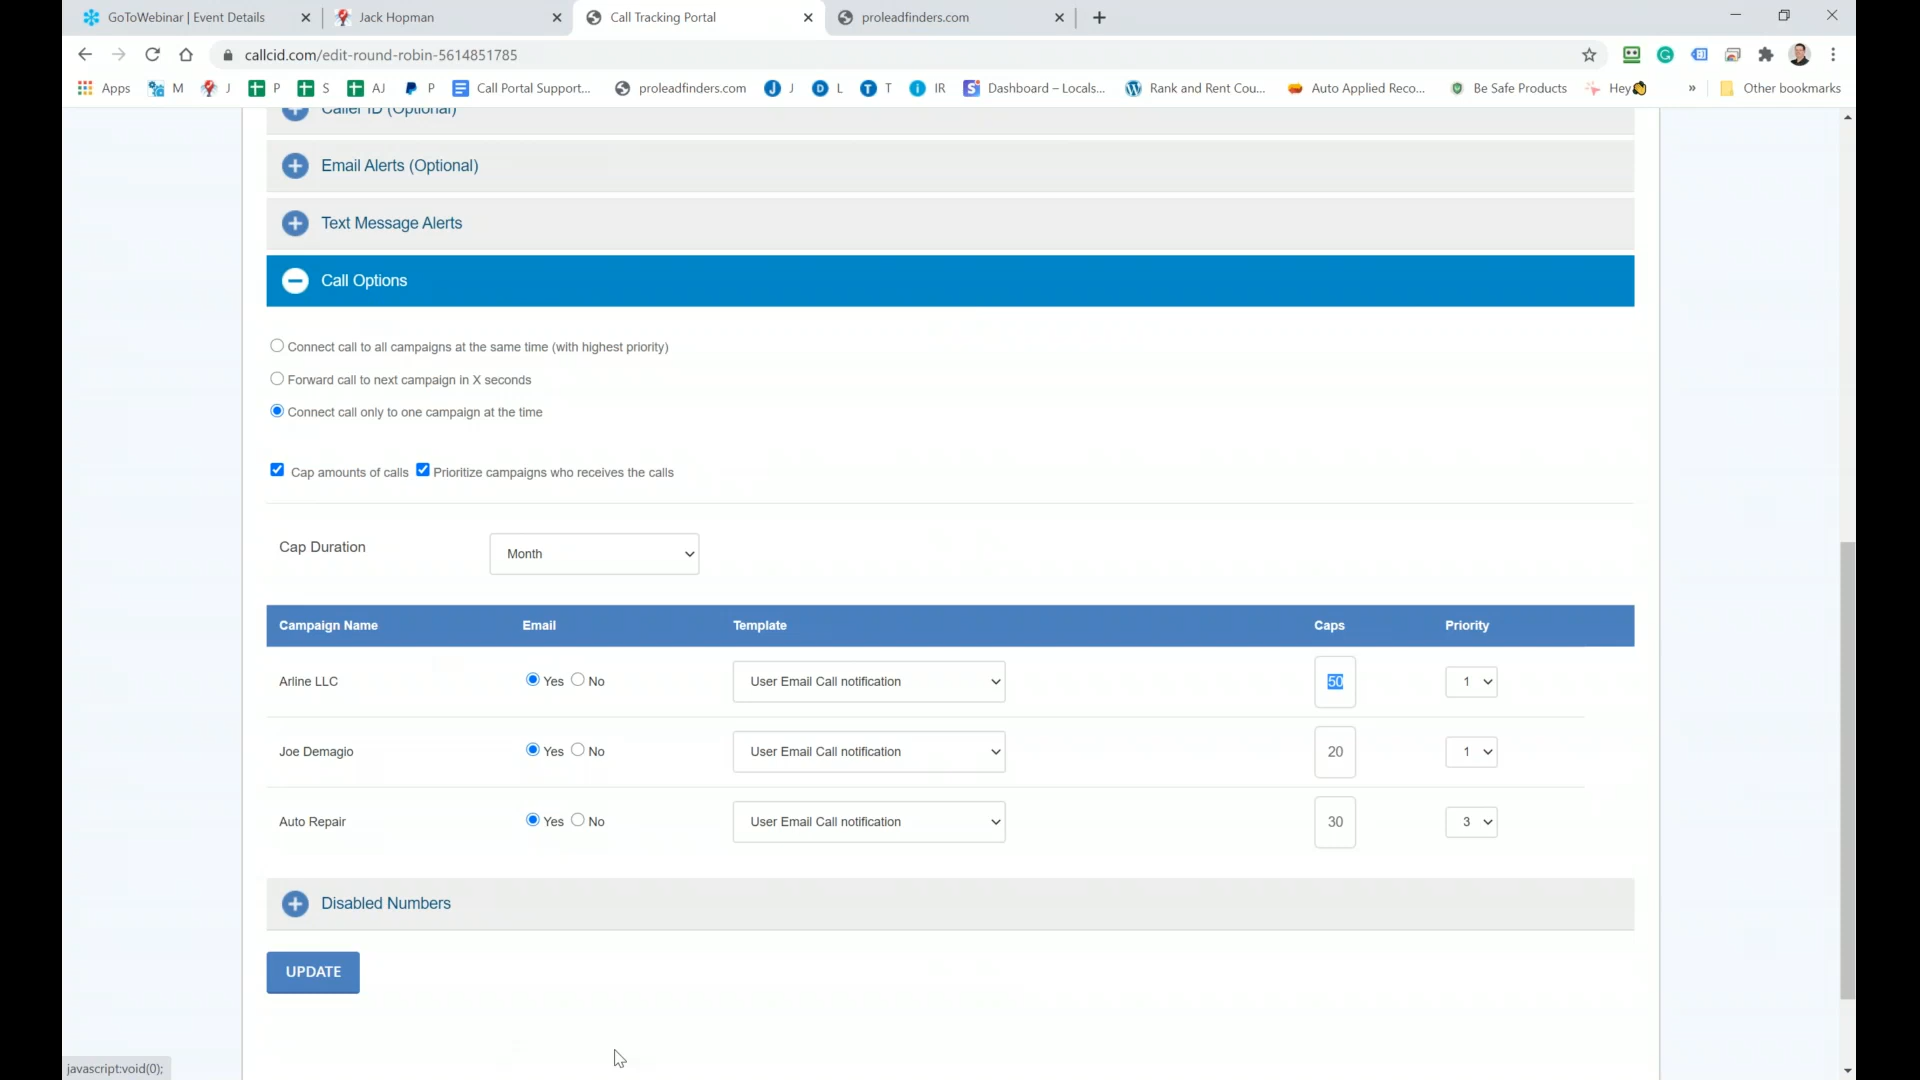 GoToWebinar | Event Details
Jack Hopman
Call Tracking Portal
proleadfinders.com
callcid.com/edit-round-robin-5614851785
Apps M J P S AJ P Call Portal Support... proleadfinders.com J J D L T T i IR S Dashboard – Locals... Rank and Rent Cou... Auto Applied Reco... Be Safe Products Hey » Other bookmarks
Caller ID (Optional)
Email Alerts (Optional)
Text Message Alerts
Call Options
Connect call to all campaigns at the same time (with highest priority)
Forward call to next campaign in X seconds
Connect call only to one campaign at the time
Cap amounts of calls Prioritize campaigns who receives the calls
Cap Duration Month
Campaign Name Email Template Caps Priority
Arline LLC Yes No User Email Call notification 50 1
Joe Demagio Yes No User Email Call notification 20 1
Auto Repair Yes No User Email Call notification 30 3
Disabled Numbers
UPDATE
javascript:void(0);